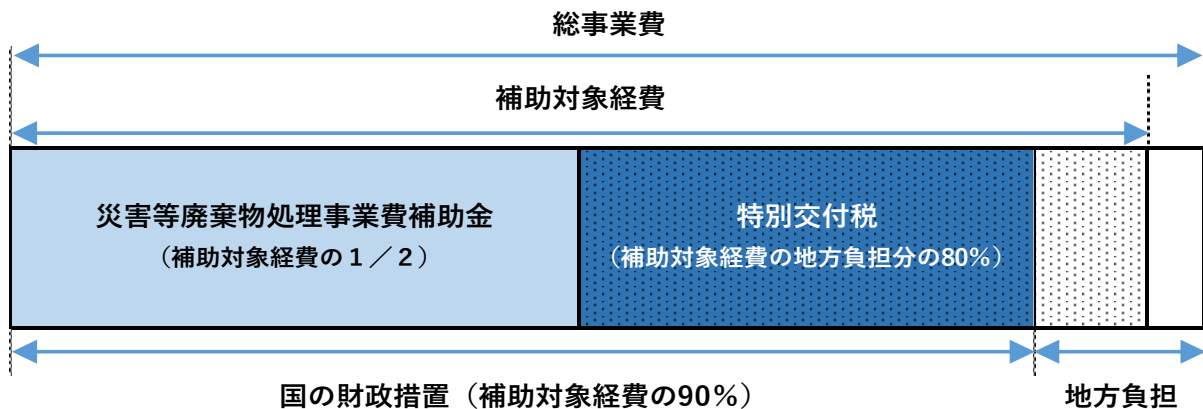 総事業費
補助対象経費
災害等廃棄物処理事業費補助金
（補助対象経費の１／２）
特別交付税
（補助対象経費の地方負担分の80%）
国の財政措置（補助対象経費の90%）
地方負担